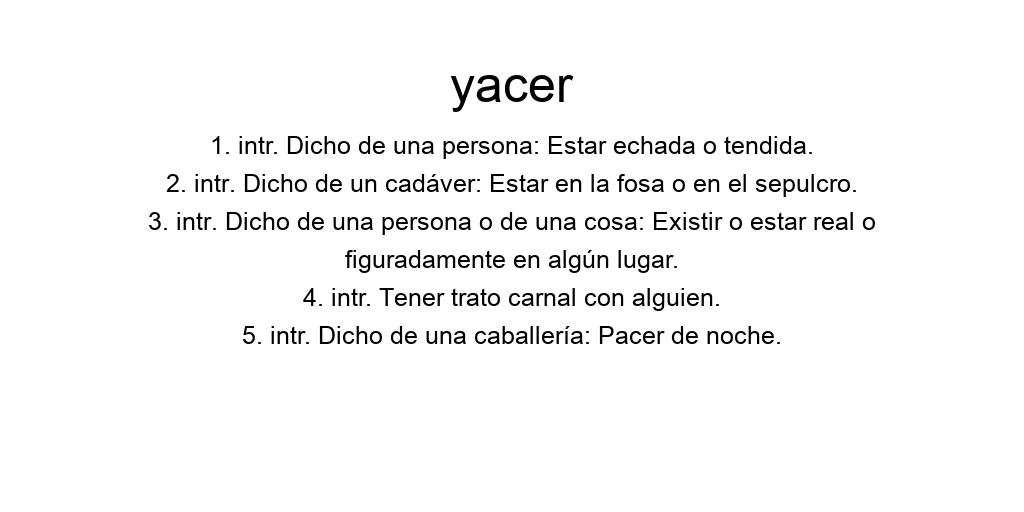 yacer
1. intr. Dicho de una persona: Estar echada o tendida.
2. intr. Dicho de un cadáver: Estar en la fosa o en el sepulcro.
3. intr. Dicho de una persona o de una cosa: Existir o estar real o
figuradamente en algún lugar.
4. intr. Tener trato carnal con alguien.
5. intr. Dicho de una caballería: Pacer de noche.